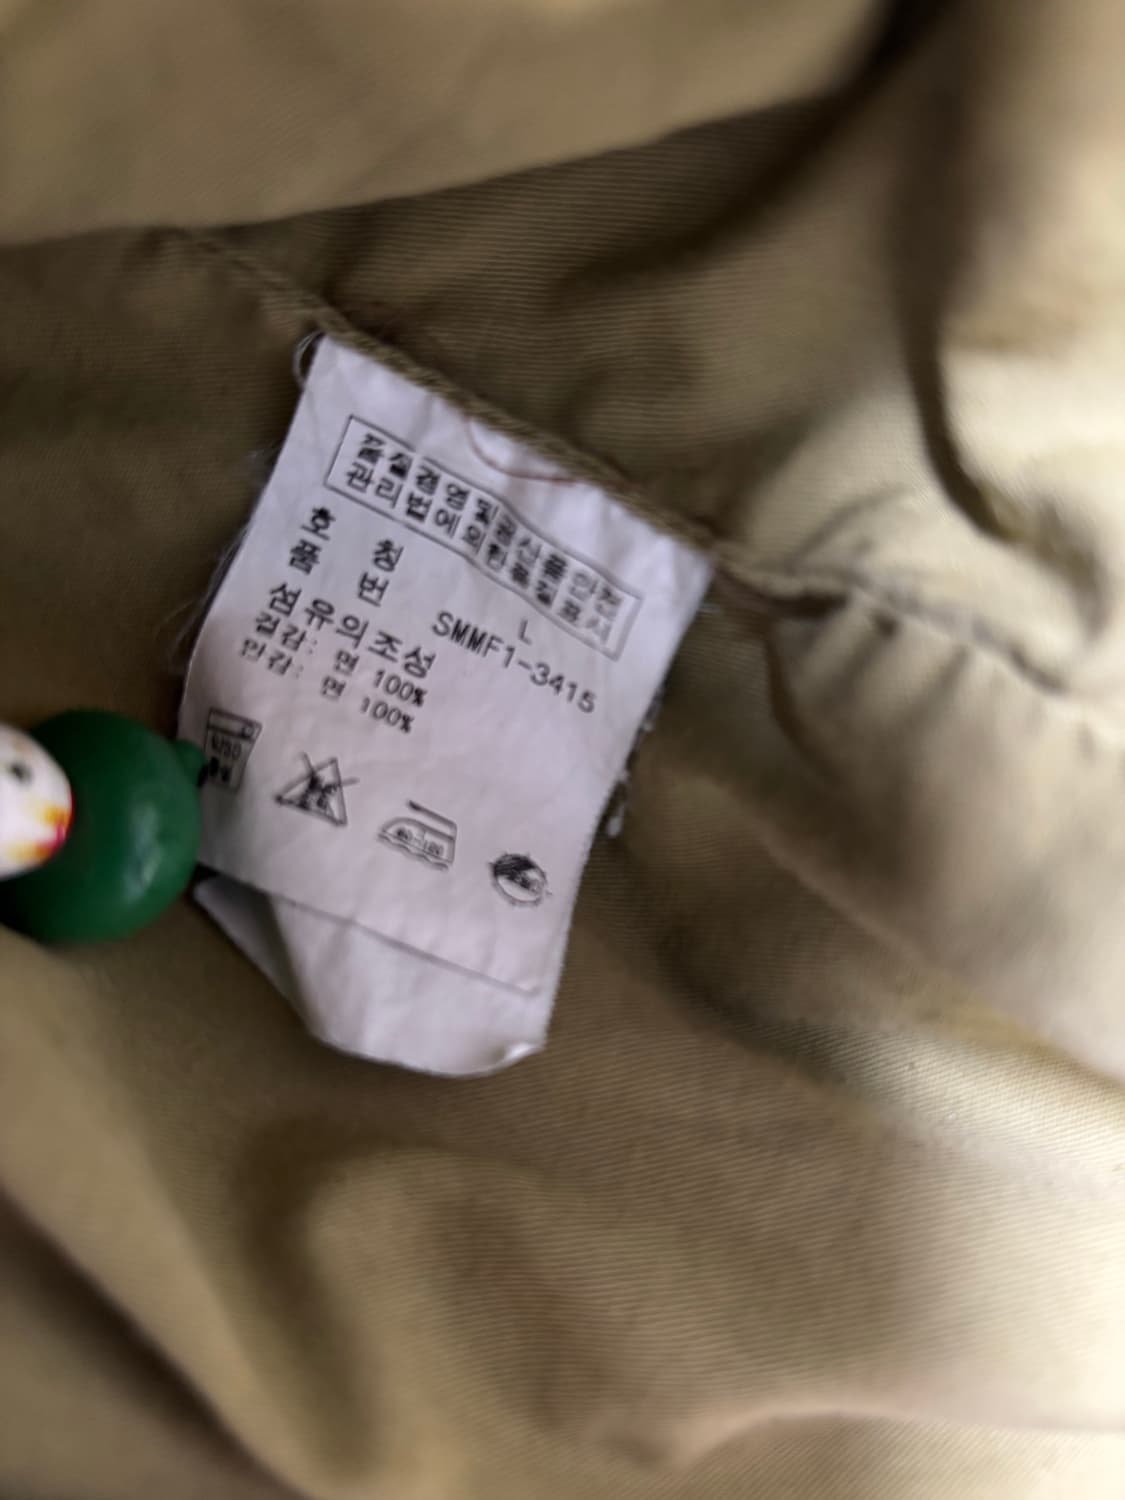 품질경영및공산품안전
관리법에의한품질표시
호 칭 L
품 번 SMMF1-3415
섬유의조성
겉감: 면 100%
안감: 면 100%
60-100